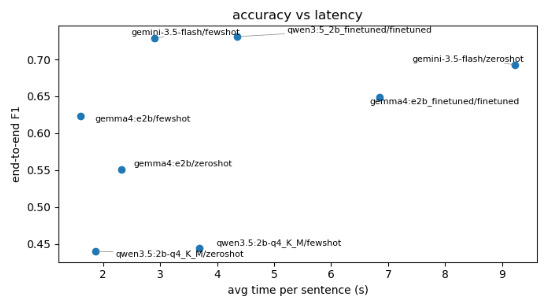 accuracy vs latency
gemini-3.5-flash/fewshot
qwen3:5_2b_finetuned/finetuned
gemini-3.5-flash/zeroshot
gemma4:e2b_finetuned/finetuned
gemma4:e2b/fewshot
gemma4:e2b/zeroshot
qwen3.5:2b-q4_K_M/fewshot
qwen3.5:2b-q4_K_M/zeroshot
end-to-end F1
0.70
0.65
0.60
0.55
0.50
0.45
2 3 4 5 6 7 8 9
avg time per sentence (s)